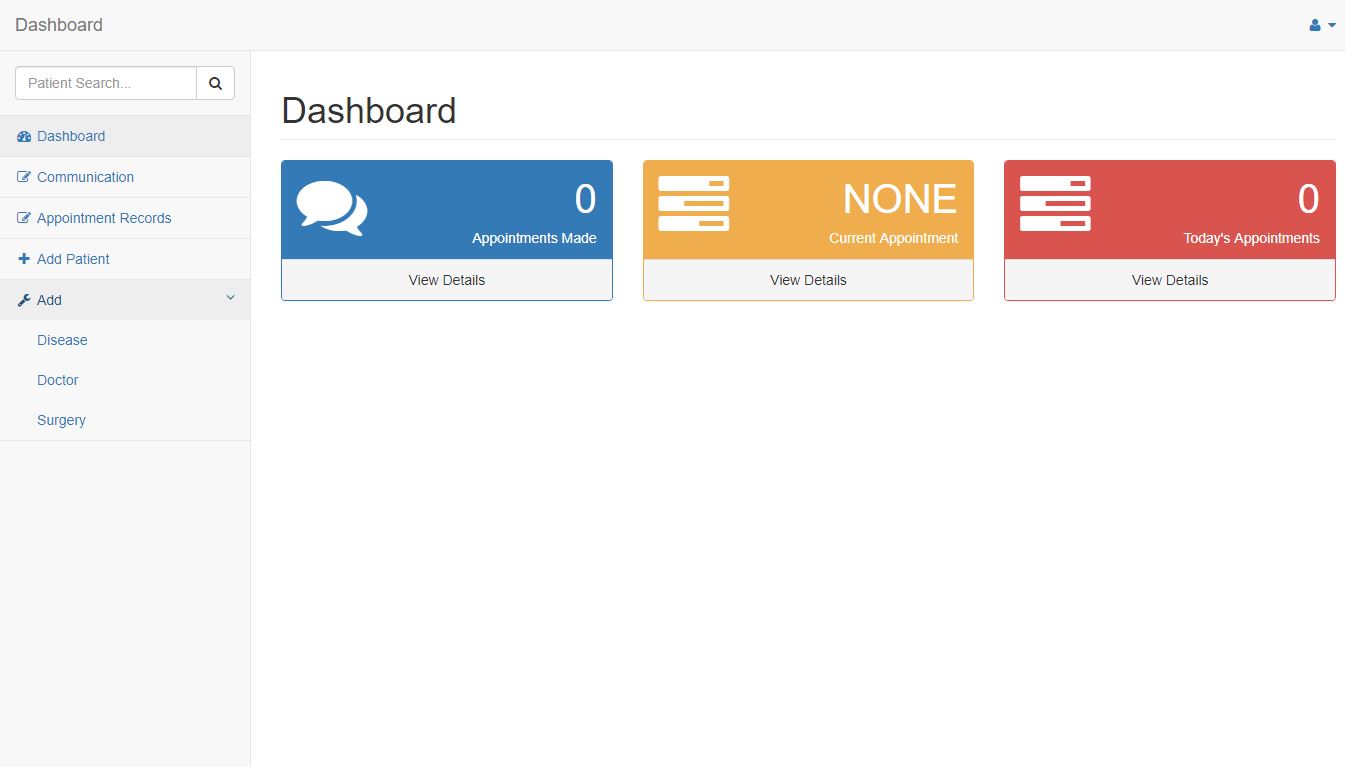 Dashboard
Patient Search...
Dashboard
Communication
Appointment Records
Add Patient
Add
Disease
Doctor
Surgery
Dashboard
0
Appointments Made
View Details
NONE
Current Appointment
View Details
0
Today's Appointments
View Details